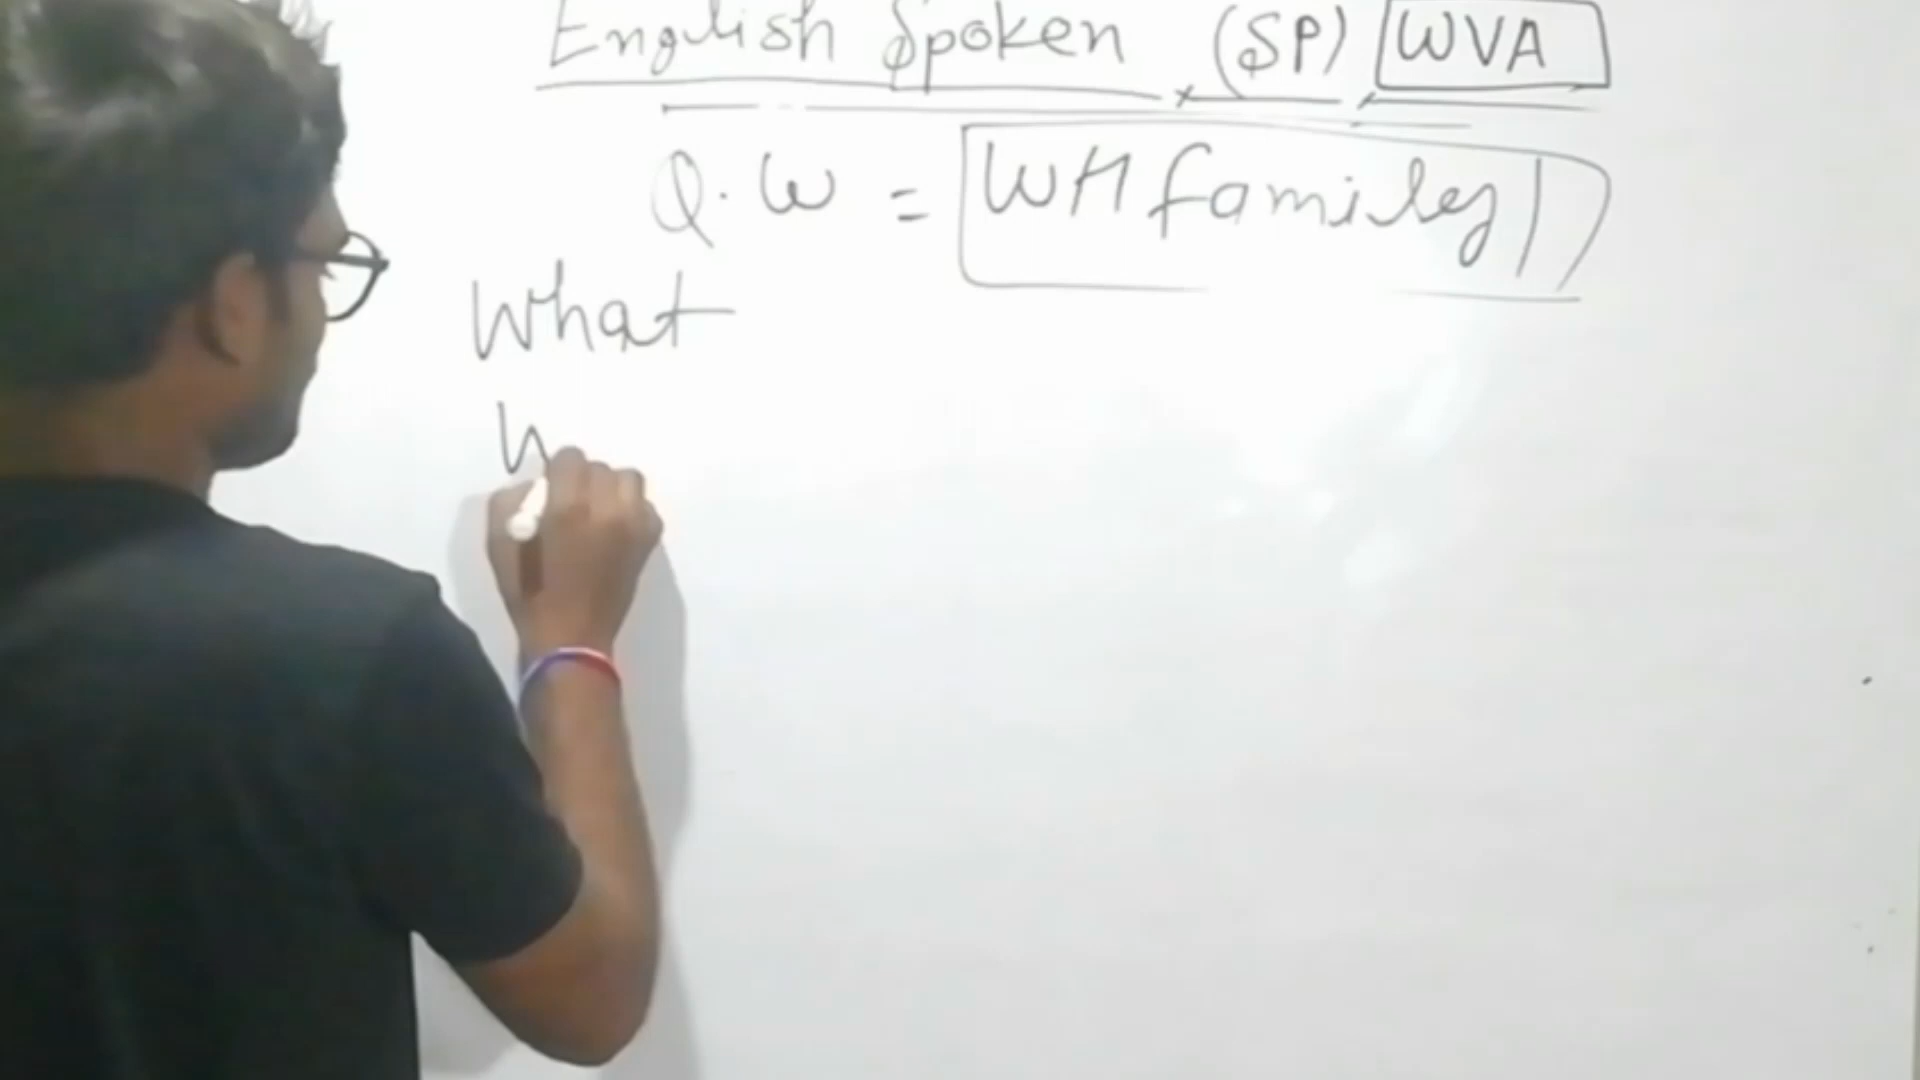 English Spoken (SP) WVA
Q. W = WH family
What
W